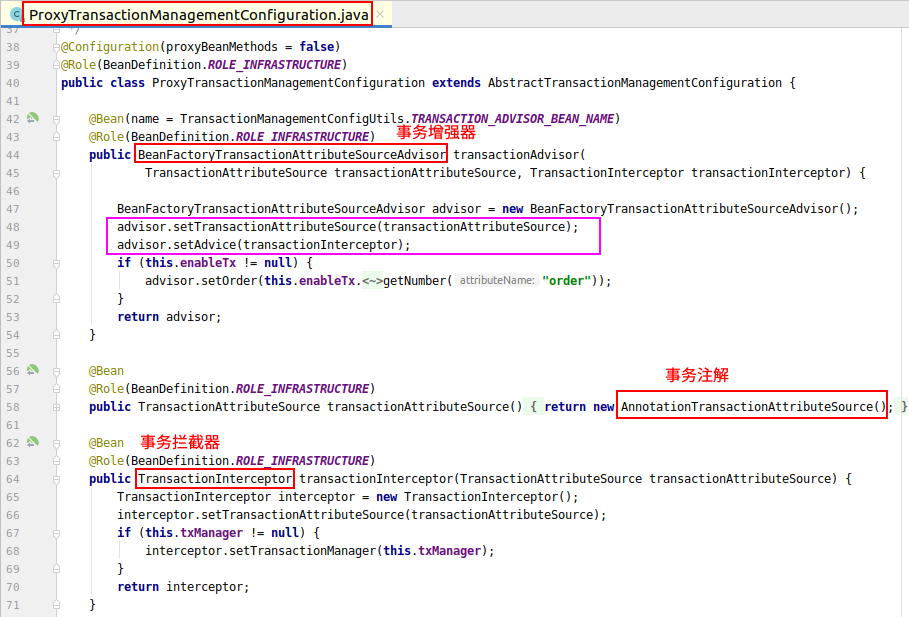 ProxyTransactionManagementConfiguration.java
37 */
38 @Configuration(proxyBeanMethods = false)
39 @Role(BeanDefinition.ROLE_INFRASTRUCTURE)
40 public class ProxyTransactionManagementConfiguration extends AbstractTransactionManagementConfiguration {
41
42 @Bean(name = TransactionManagementConfigUtils.TRANSACTION_ADVISOR_BEAN_NAME)
43 @Role(BeanDefinition.ROLE_INFRASTRUCTURE) 事务增强器
44 public BeanFactoryTransactionAttributeSourceAdvisor transactionAdvisor(
45 TransactionAttributeSource transactionAttributeSource, TransactionInterceptor transactionInterceptor) {
46
47 BeanFactoryTransactionAttributeSourceAdvisor advisor = new BeanFactoryTransactionAttributeSourceAdvisor();
48 advisor.setTransactionAttributeSource(transactionAttributeSource);
49 advisor.setAdvice(transactionInterceptor);
50 if (this.enableTx != null) {
51 advisor.setOrder(this.enableTx.<~>getNumber( attributeName: "order"));
52 }
53 return advisor;
54 }
55
56 @Bean
57 @Role(BeanDefinition.ROLE_INFRASTRUCTURE) 事务注解
58 public TransactionAttributeSource transactionAttributeSource() { return new AnnotationTransactionAttributeSource(); }
61
62 @Bean 事务拦截器
63 @Role(BeanDefinition.ROLE_INFRASTRUCTURE)
64 public TransactionInterceptor transactionInterceptor(TransactionAttributeSource transactionAttributeSource) {
65 TransactionInterceptor interceptor = new TransactionInterceptor();
66 interceptor.setTransactionAttributeSource(transactionAttributeSource);
67 if (this.txManager != null) {
68 interceptor.setTransactionManager(this.txManager);
69 }
70 return interceptor;
71 }